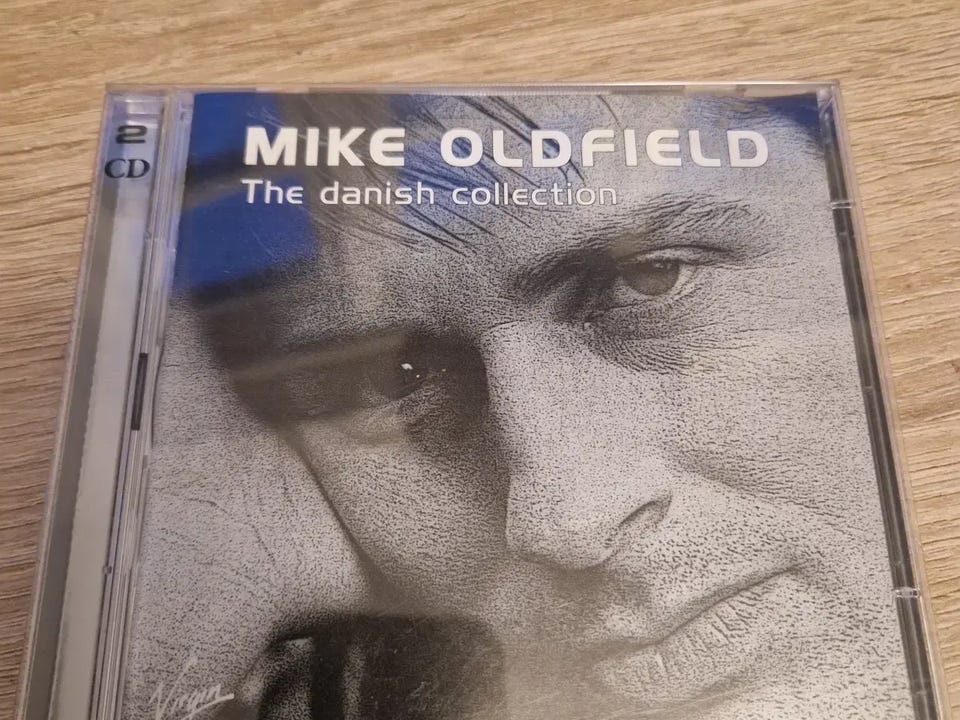 2
CD
MIKE OLDFIELD
The danish collection
Virgin